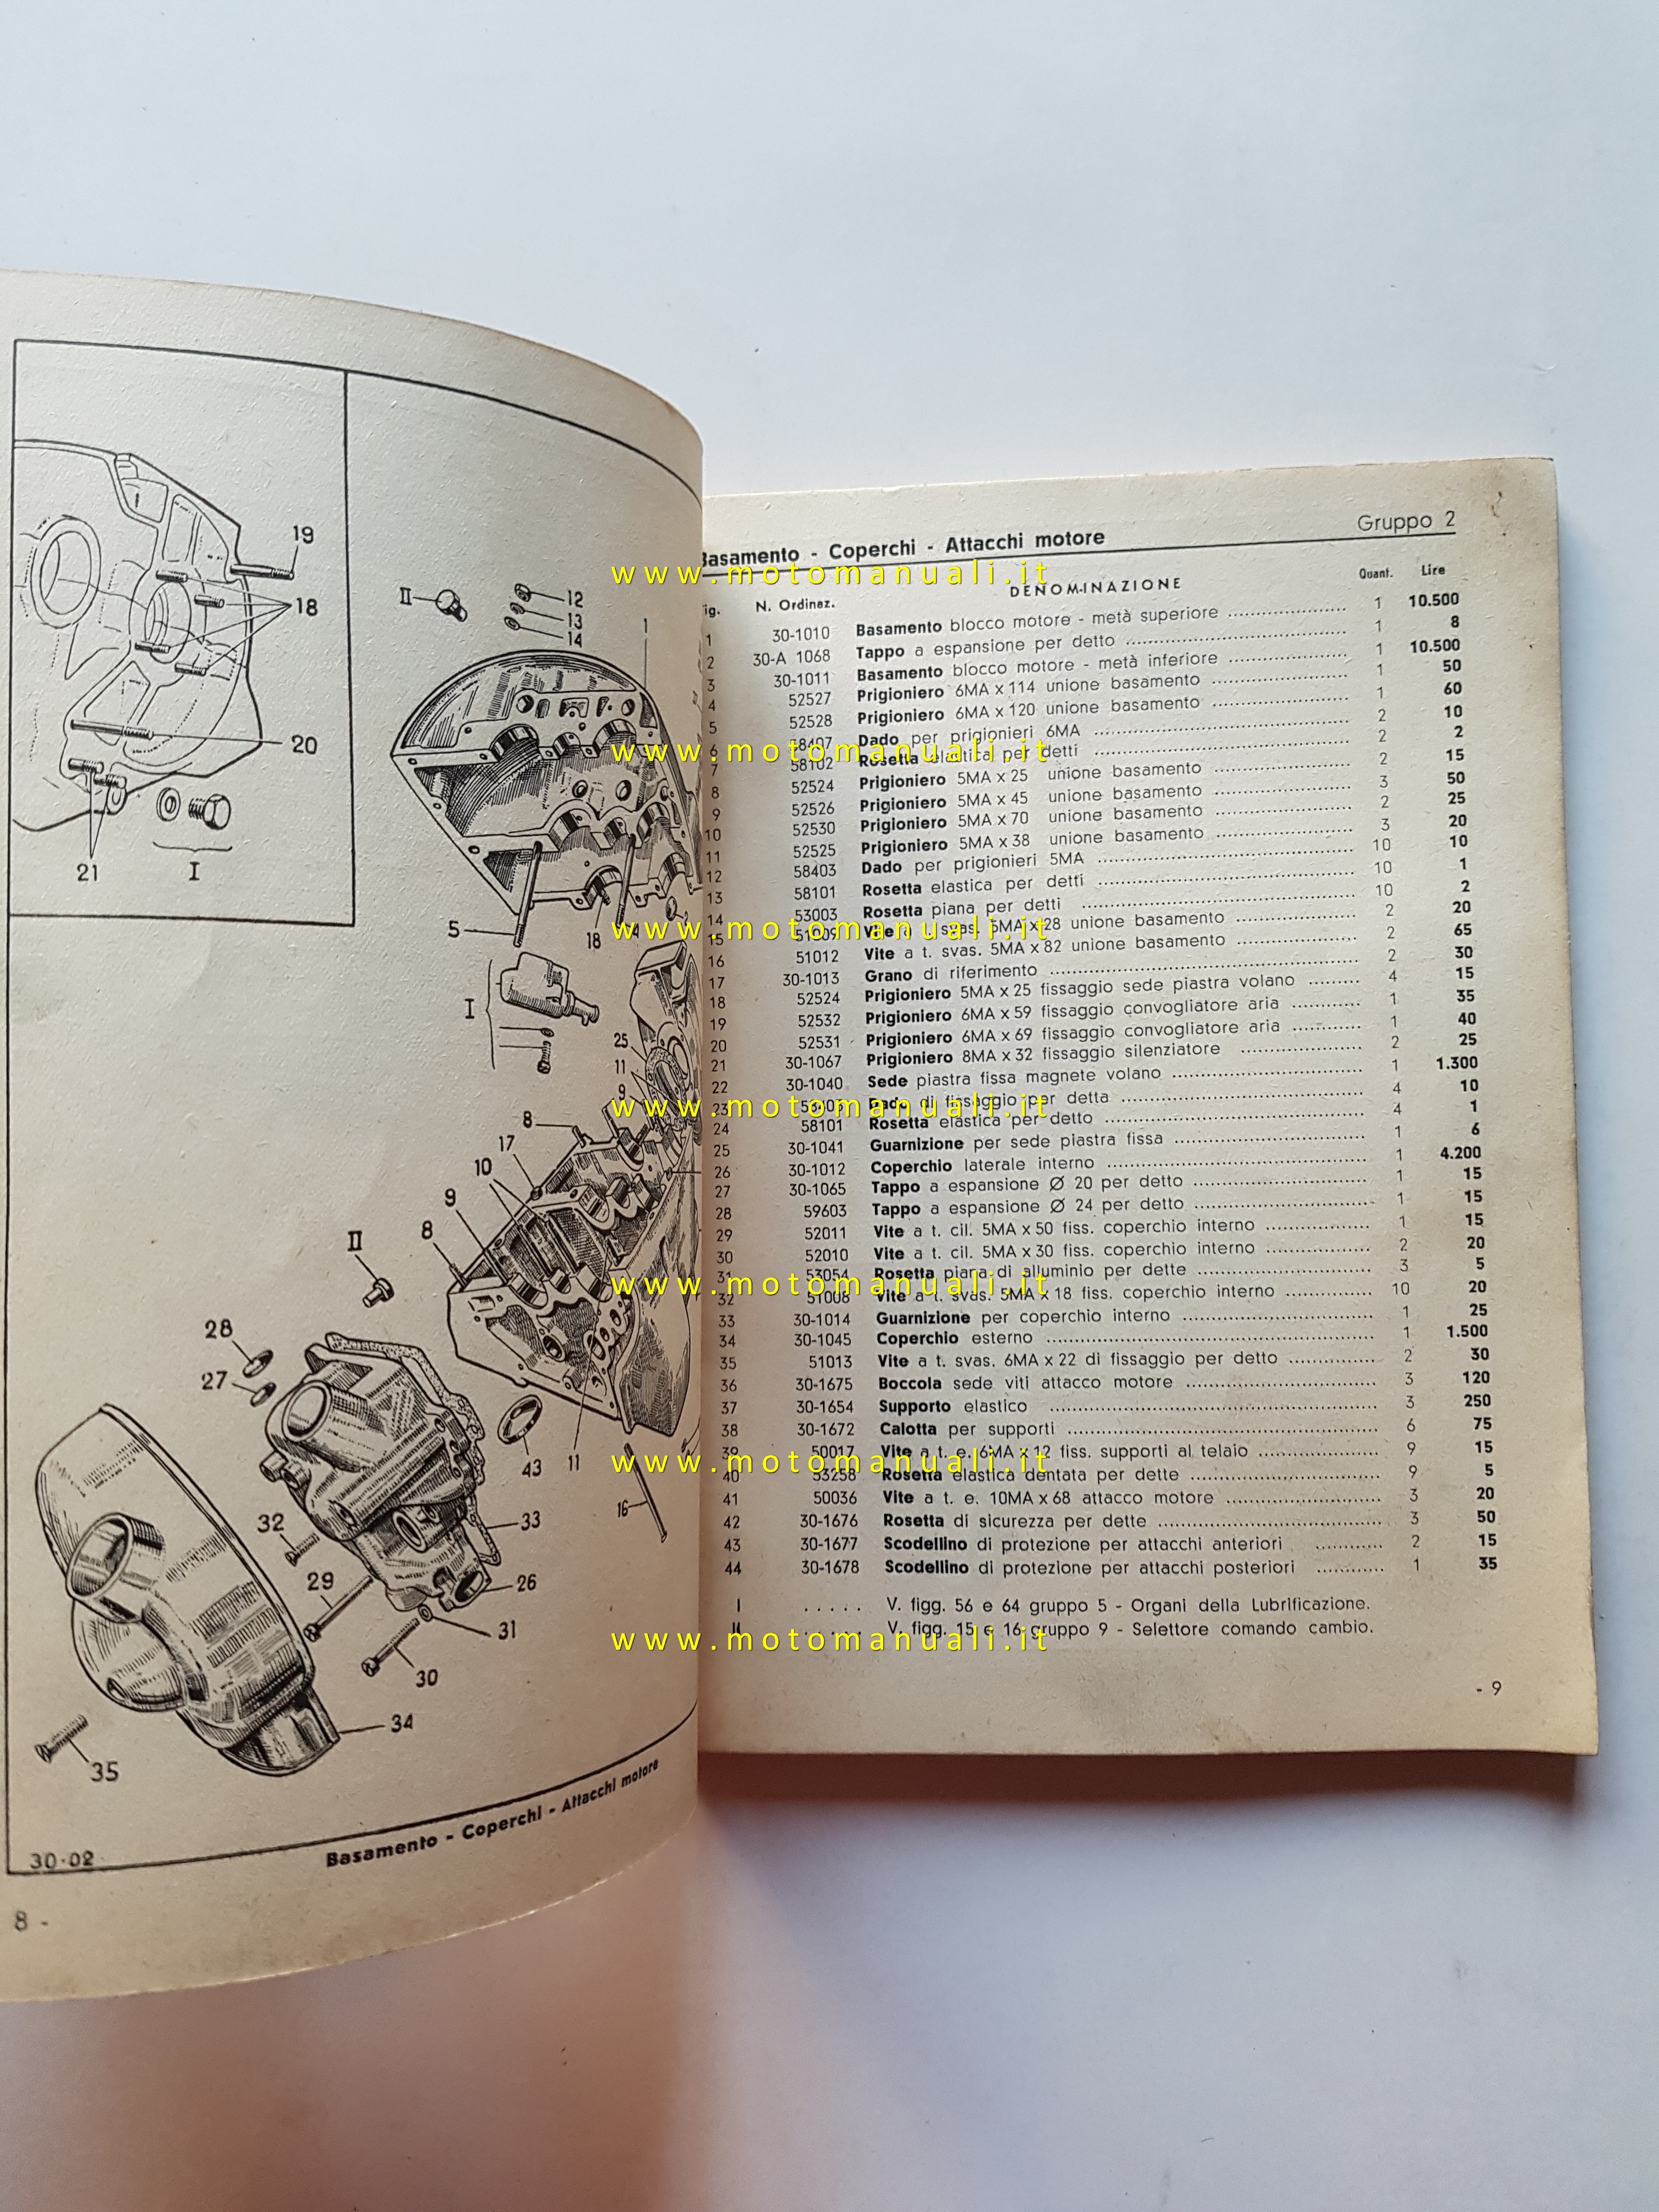 19
18
20
21
I
II
12
13
14
1
5
18
I
25
11
9
8
17
10
9
8
II
26
28
27
43
11
16
32
33
29
26
31
30
34
35
30-02
Basamento - Coperchi - Attacchi motore
8 -
Basamento - Coperchi - Attacchi motore Gruppo 2
N. Ordinaz. DENOMINAZIONE Quant. Lire
1 30-1010 Basamento blocco motore - metà superiore 1 10.500
2 30-A 1068 Tappo a espansione per detto 1 8
3 30-1011 Basamento blocco motore - metà inferiore 1 10.500
4 52527 Prigioniero 6MA x 114 unione basamento 1 50
5 52528 Prigioniero 6MA x 120 unione basamento 1 60
6 Dado per prigionieri 6MA 2 10
7 58102 Rosetta elastica per detti 2 2
8 52524 Prigioniero 5MA x 25 unione basamento 2 15
9 52526 Prigioniero 5MA x 45 unione basamento 3 50
10 52530 Prigioniero 5MA x 70 unione basamento 2 25
11 52525 Prigioniero 5MA x 38 unione basamento 3 20
12 58403 Dado per prigionieri 5MA 10 10
13 58101 Rosetta elastica per detti 10 1
14 53003 Rosetta piana per detti 10 2
15 51009 Vite a t. svas. 5MA x 28 unione basamento 2 20
16 51012 Vite a t. svas. 5MA x 82 unione basamento 2 65
17 30-1013 Grano di riferimento 2 30
18 52524 Prigioniero 5MA x 25 fissaggio sede piastra volano 4 15
19 52532 Prigioniero 6MA x 59 fissaggio convogliatore aria 1 35
20 52531 Prigioniero 6MA x 69 fissaggio convogliatore aria 1 40
21 30-1067 Prigioniero 8MA x 32 fissaggio silenziatore 2 25
22 30-1040 Sede piastra fissa magnete volano 1 1.300
23 Dado di fissaggio per detta 4 10
24 58101 Rosetta elastica per detto 4 1
25 30-1041 Guarnizione per sede piastra fissa 1 6
26 30-1012 Coperchio laterale interno 1 4.200
27 30-1065 Tappo a espansione Ø 20 per detto 1 15
28 59603 Tappo a espansione Ø 24 per detto 1 15
29 52011 Vite a t. cil. 5MA x 50 fiss. coperchio interno 1 15
30 52010 Vite a t. cil. 5MA x 30 fiss. coperchio interno 2 20
31 53054 Rosetta piana di alluminio per dette 3 5
32 51008 Vite a t. svas. 5MA x 18 fiss. coperchio interno 10 20
33 30-1014 Guarnizione per coperchio interno 1 25
34 30-1045 Coperchio esterno 1 1.500
35 51013 Vite a t. svas. 6MA x 22 di fissaggio per detto 2 30
36 30-1675 Boccola sede viti attacco motore 3 120
37 30-1654 Supporto elastico 3 250
38 30-1672 Calotta per supporti 6 75
39 50017 Vite a t. e. 6MA x 12 fiss. supporti al telaio 9 15
40 53258 Rosetta elastica dentata per dette 9 5
41 50036 Vite a t. e. 10MA x 68 attacco motore 3 20
42 30-1676 Rosetta di sicurezza per dette 3 50
43 30-1677 Scodellino di protezione per attacchi anteriori 2 15
44 30-1678 Scodellino di protezione per attacchi posteriori 1 35
I ..... V. figg. 56 e 64 gruppo 5 - Organi della Lubrificazione.
II ..... V. figg. 15 e 16 gruppo 9 - Selettore comando cambio.
- 9
www.motomanuali.it
www.motomanuali.it
www.motomanuali.it
www.motomanuali.it
www.motomanuali.it
www.motomanuali.it
www.motomanuali.it